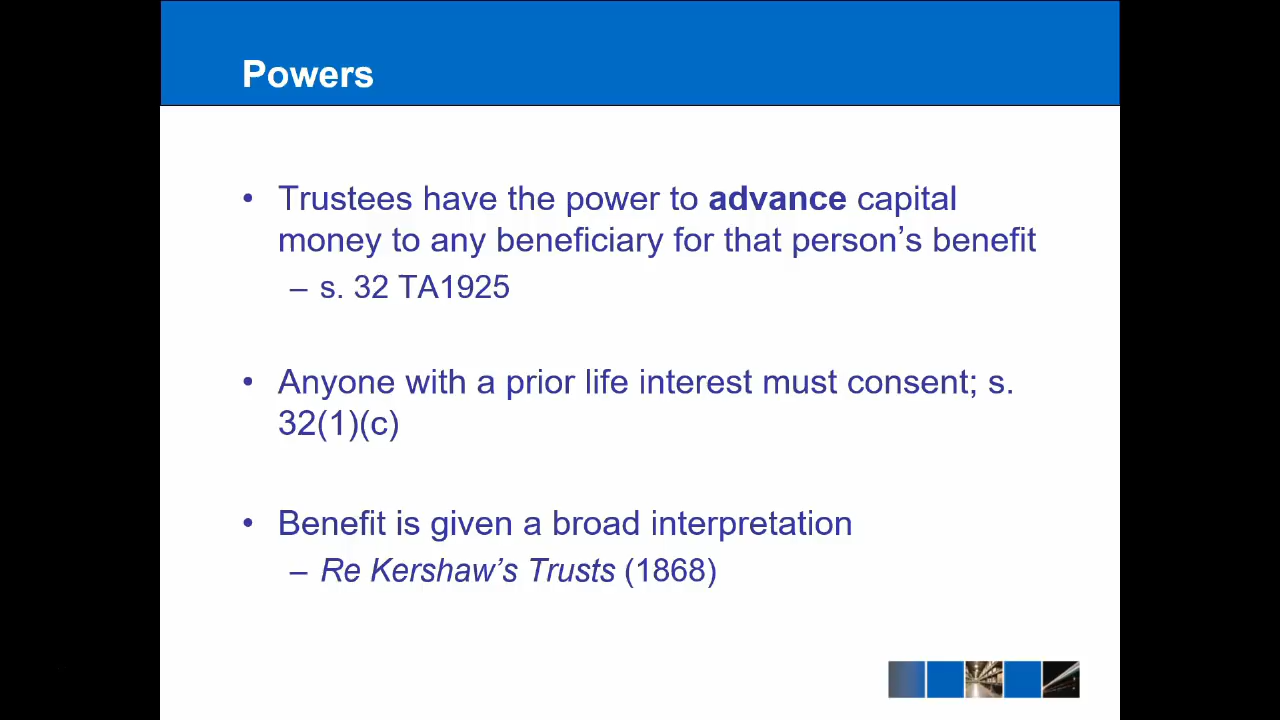 Powers
• Trustees have the power to advance capital
money to any beneficiary for that person’s benefit
– s. 32 TA1925
• Anyone with a prior life interest must consent; s.
32(1)(c)
• Benefit is given a broad interpretation
– Re Kershaw’s Trusts (1868)